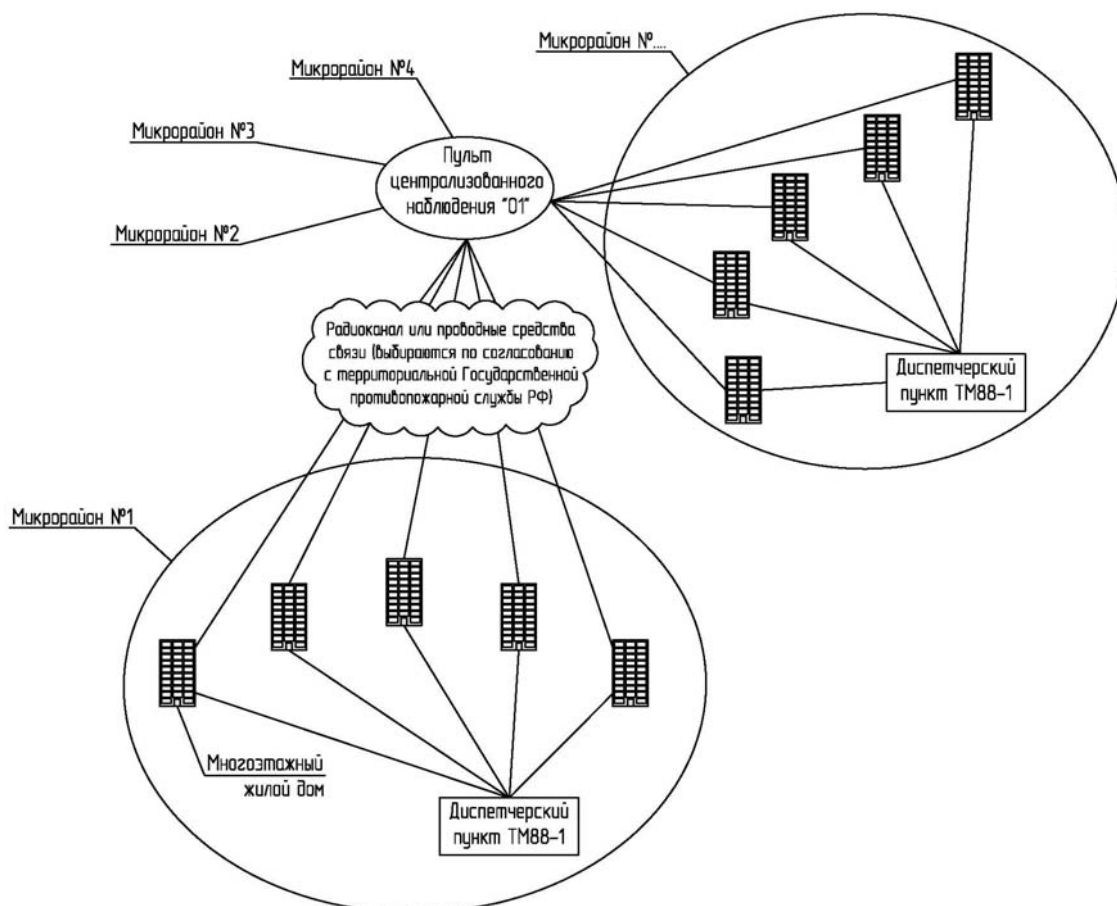 Микрорайон №4
Микрорайон №....
Микрорайон №3
Пульт
централизованного
наблюдения "01"
Микрорайон №2
Радиоканал или проводные средства
связи (выбираются по согласованию
с территориальной Государственной
противопожарной службы РФ)
Диспетчерский
пункт ТМ88-1
Микрорайон №1
Многоэтажный
жилой дом
Диспетчерский
пункт ТМ88-1